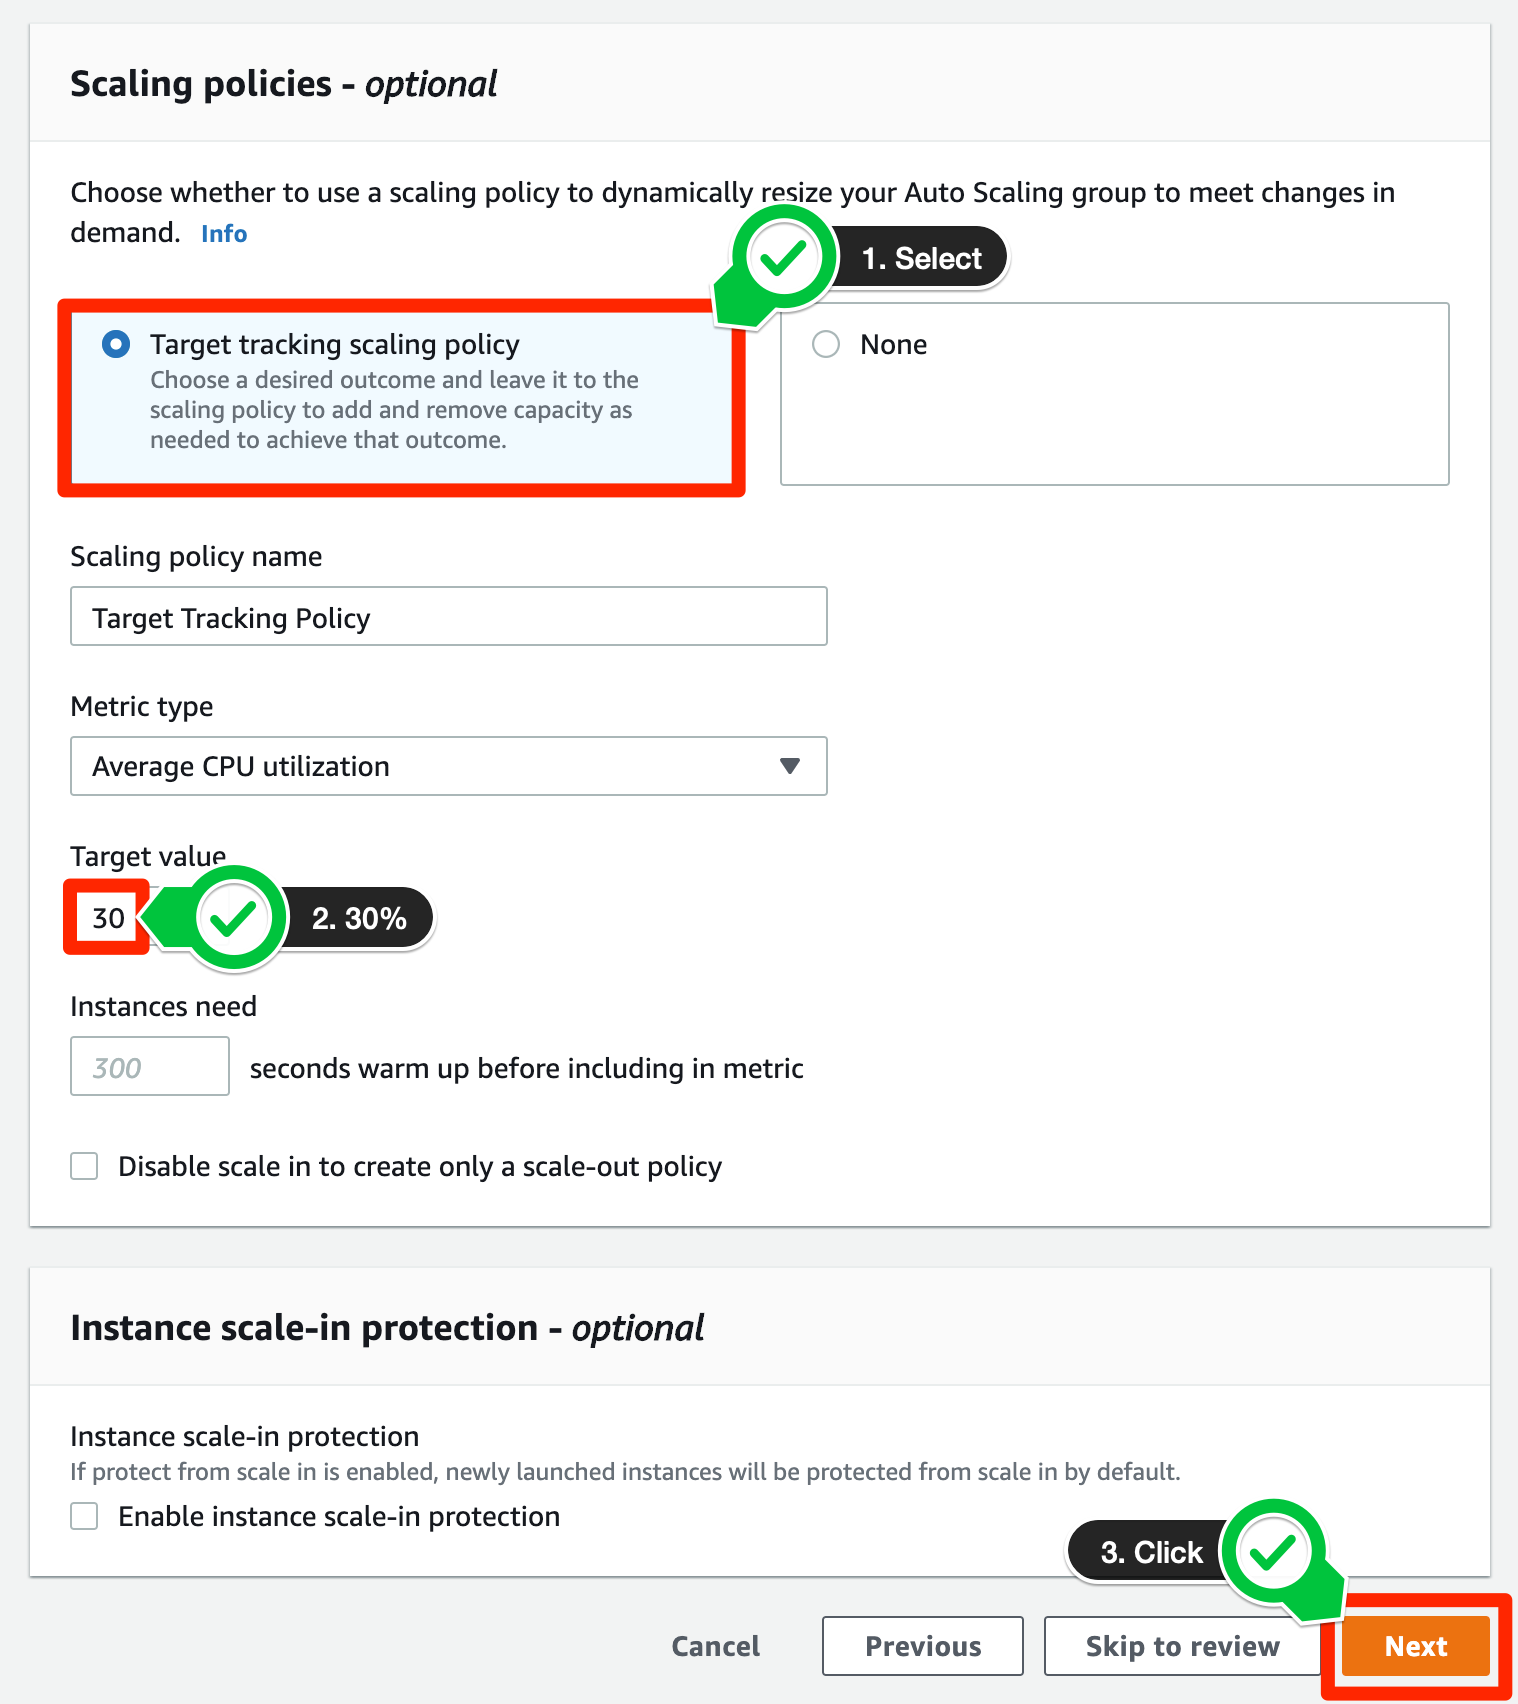 Scaling policies - optional
Choose whether to use a scaling policy to dynamically resize your Auto Scaling group to meet changes in
demand. Info
1. Select
Target tracking scaling policy
Choose a desired outcome and leave it to the
scaling policy to add and remove capacity as
needed to achieve that outcome.
None
Scaling policy name
Target Tracking Policy
Metric type
Average CPU utilization
Target value
30
2. 30%
Instances need
300 seconds warm up before including in metric
Disable scale in to create only a scale-out policy
Instance scale-in protection - optional
Instance scale-in protection
If protect from scale in is enabled, newly launched instances will be protected from scale in by default.
Enable instance scale-in protection
3. Click
Cancel Previous Skip to review Next